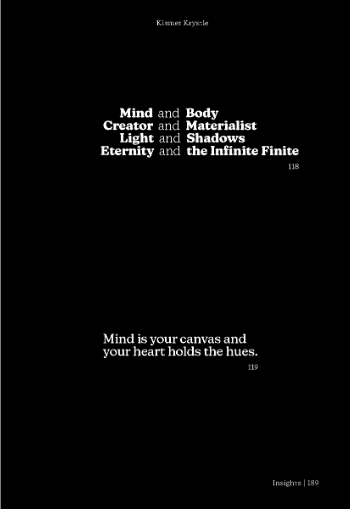 Kismet Krystle
Mind and Body
Creator and Materialist
Light and Shadows
Eternity and the Infinite Finite
118
Mind is your canvas and
your heart holds the hues.
119
Insights | 189